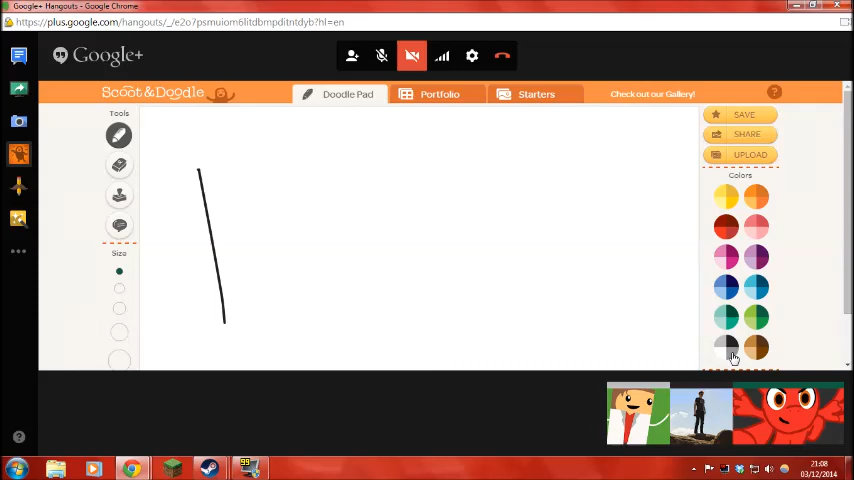 Google+ Hangouts - Google Chrome
https://plus.google.com/hangouts/_/e2o7psmuiom6litdbmpditntdyb?hl=en
Google+
Scoot&Doodle
Doodle Pad
Portfolio
Starters
Check out our Gallery!
?
Tools
SAVE
SHARE
UPLOAD
Colors
Size
?
99
21:08
03/12/2014